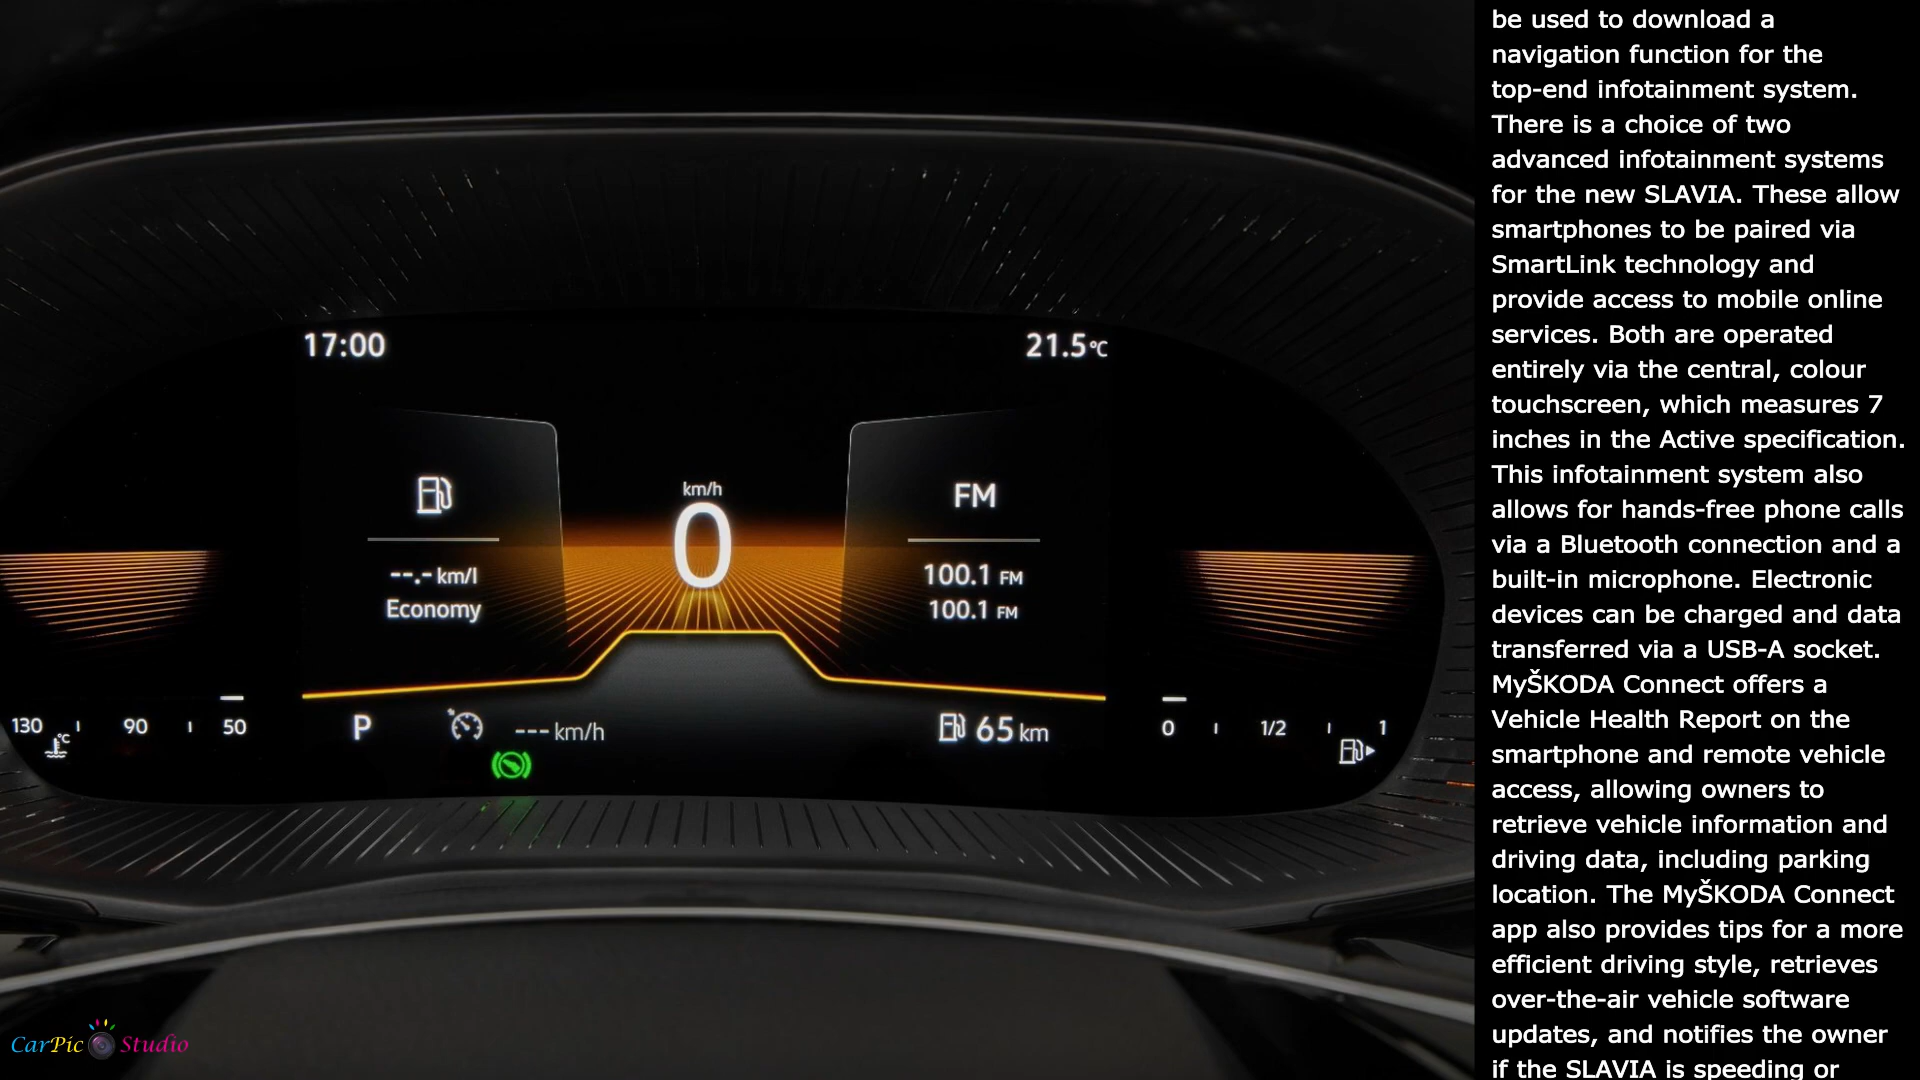 17:00
21.5°C
km/h
0
FM
--.- km/l
Economy
100.1 FM
100.1 FM
130
90
50
°C
P
--- km/h
65 km
0
1/2
1
CarPic Studio
be used to download a
navigation function for the
top-end infotainment system.
There is a choice of two
advanced infotainment systems
for the new SLAVIA. These allow
smartphones to be paired via
SmartLink technology and
provide access to mobile online
services. Both are operated
entirely via the central, colour
touchscreen, which measures 7
inches in the Active specification.
This infotainment system also
allows for hands-free phone calls
via a Bluetooth connection and a
built-in microphone. Electronic
devices can be charged and data
transferred via a USB-A socket.
MyŠKODA Connect offers a
Vehicle Health Report on the
smartphone and remote vehicle
access, allowing owners to
retrieve vehicle information and
driving data, including parking
location. The MyŠKODA Connect
app also provides tips for a more
efficient driving style, retrieves
over-the-air vehicle software
updates, and notifies the owner
if the SLAVIA is speeding or